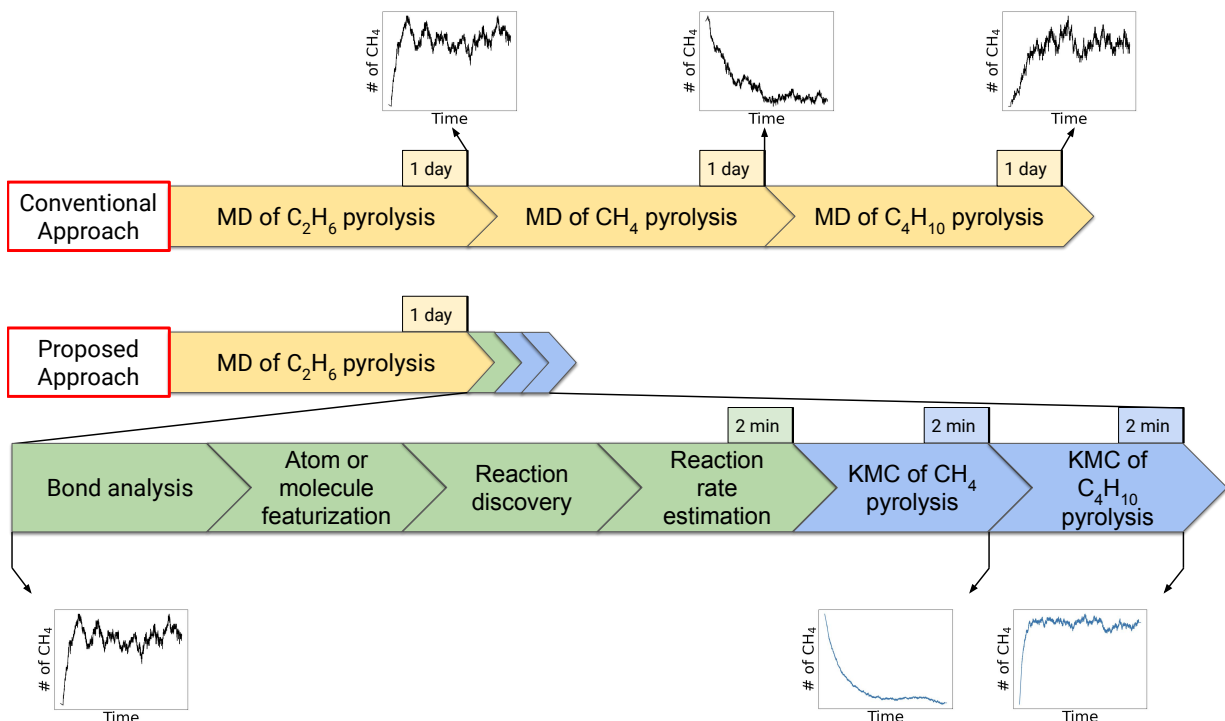 # of CH₄
Time
# of CH₄
Time
# of CH₄
Time
1 day
1 day
1 day
Conventional
Approach
MD of C₂H₆ pyrolysis
MD of CH₄ pyrolysis
MD of C₄H₁₀ pyrolysis
1 day
Proposed
Approach
MD of C₂H₆ pyrolysis
2 min
2 min
2 min
Bond analysis
Atom or
molecule
featurization
Reaction
discovery
Reaction
rate
estimation
KMC of CH₄
pyrolysis
KMC of
C₄H₁₀
pyrolysis
# of CH₄
Time
# of CH₄
Time
# of CH₄
Time